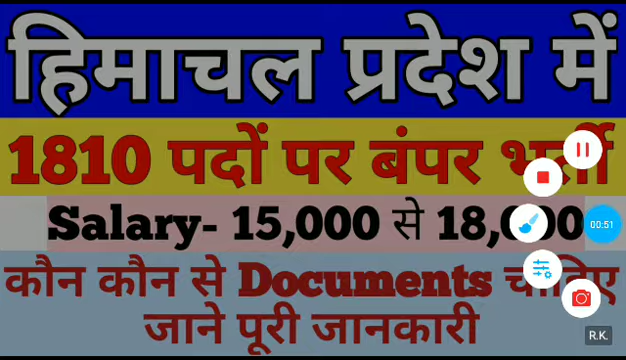 हिमाचल प्रदेश में
1810 पदों पर बंपर भर्ती
Salary- 15,000 से 18,000
कौन कौन से Documents चाहिए
जाने पूरी जानकारी
00:51
R.K.